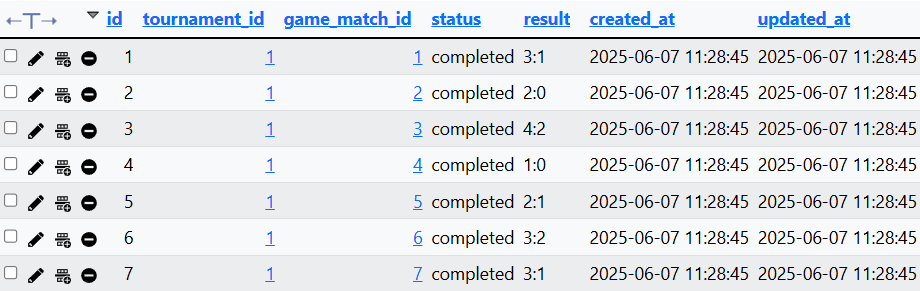 ←T→ id tournament_id game_match_id status result created_at updated_at
1 1 1 completed 3:1 2025-06-07 11:28:45 2025-06-07 11:28:45
2 1 2 completed 2:0 2025-06-07 11:28:45 2025-06-07 11:28:45
3 1 3 completed 4:2 2025-06-07 11:28:45 2025-06-07 11:28:45
4 1 4 completed 1:0 2025-06-07 11:28:45 2025-06-07 11:28:45
5 1 5 completed 2:1 2025-06-07 11:28:45 2025-06-07 11:28:45
6 1 6 completed 3:2 2025-06-07 11:28:45 2025-06-07 11:28:45
7 1 7 completed 3:1 2025-06-07 11:28:45 2025-06-07 11:28:45